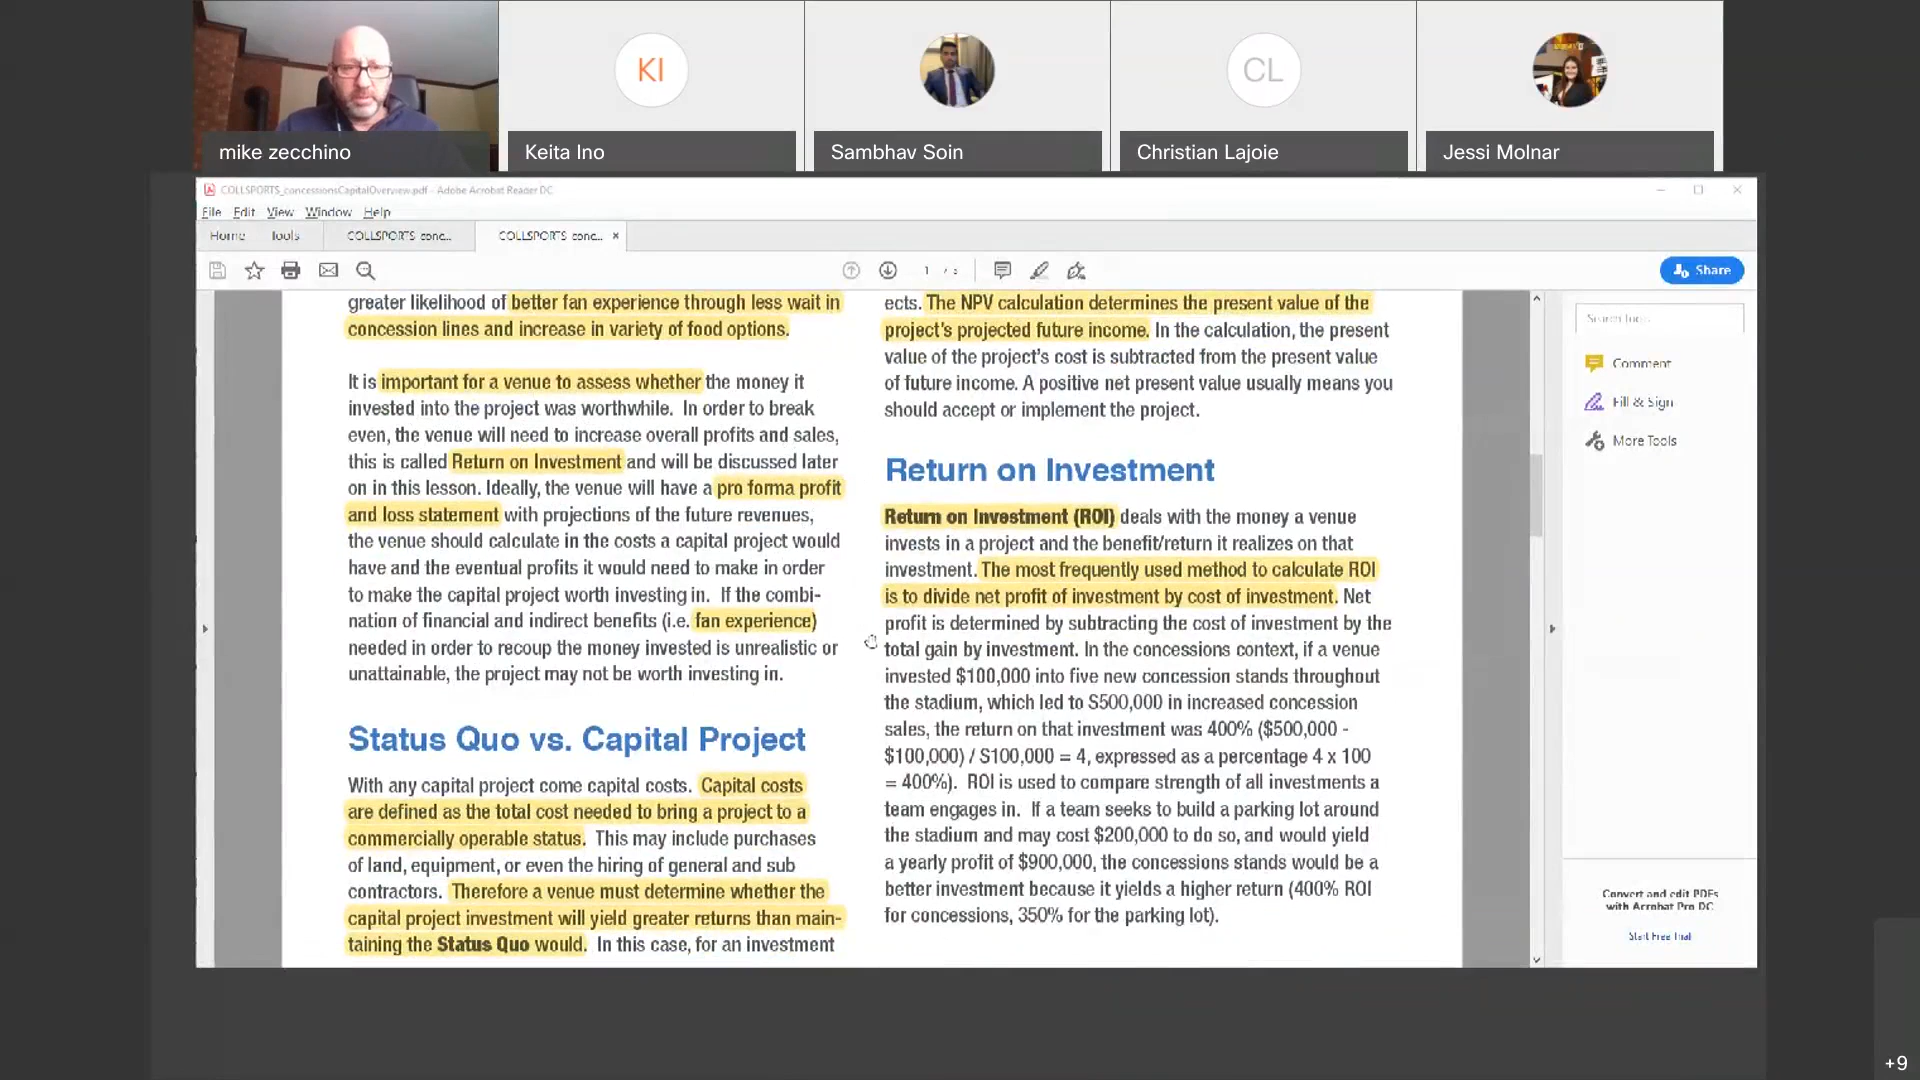 KI
CL
mike zecchino
Keita Ino
Sambhav Soin
Christian Lajoie
Jessi Molnar
COLLSPORTS_concessionsCapitalOverview.pdf - Adobe Acrobat Reader DC
File Edit View Window Help
Home Tools COLLSPORTS_conc... COLLSPORTS_conc... ×
1 /
Share
greater likelihood of better fan experience through less wait in
concession lines and increase in variety of food options.
It is important for a venue to assess whether the money it
invested into the project was worthwhile. In order to break
even, the venue will need to increase overall profits and sales,
this is called Return on Investment and will be discussed later
on in this lesson. Ideally, the venue will have a pro forma profit
and loss statement with projections of the future revenues,
the venue should calculate in the costs a capital project would
have and the eventual profits it would need to make in order
to make the capital project worth investing in. If the combi-
nation of financial and indirect benefits (i.e. fan experience)
needed in order to recoup the money invested is unrealistic or
unattainable, the project may not be worth investing in.
Status Quo vs. Capital Project
With any capital project come capital costs. Capital costs
are defined as the total cost needed to bring a project to a
commercially operable status. This may include purchases
of land, equipment, or even the hiring of general and sub
contractors. Therefore a venue must determine whether the
capital project investment will yield greater returns than main-
taining the Status Quo would. In this case, for an investment
ects. The NPV calculation determines the present value of the
project's projected future income. In the calculation, the present
value of the project's cost is subtracted from the present value
of future income. A positive net present value usually means you
should accept or implement the project.
Return on Investment
Return on Investment (ROI) deals with the money a venue
invests in a project and the benefit/return it realizes on that
investment. The most frequently used method to calculate ROI
is to divide net profit of investment by cost of investment. Net
profit is determined by subtracting the cost of investment by the
total gain by investment. In the concessions context, if a venue
invested $100,000 into five new concession stands throughout
the stadium, which led to $500,000 in increased concession
sales, the return on that investment was 400% ($500,000 -
$100,000) / $100,000 = 4, expressed as a percentage 4 x 100
= 400%). ROI is used to compare strength of all investments a
team engages in. If a team seeks to build a parking lot around
the stadium and may cost $200,000 to do so, and would yield
a yearly profit of $900,000, the concessions stands would be a
better investment because it yields a higher return (400% ROI
for concessions, 350% for the parking lot).
Search
Comment
Fill & Sign
More Tools
Convert and edit PDFs
with Acrobat Pro DC
Start Free Trial
+9